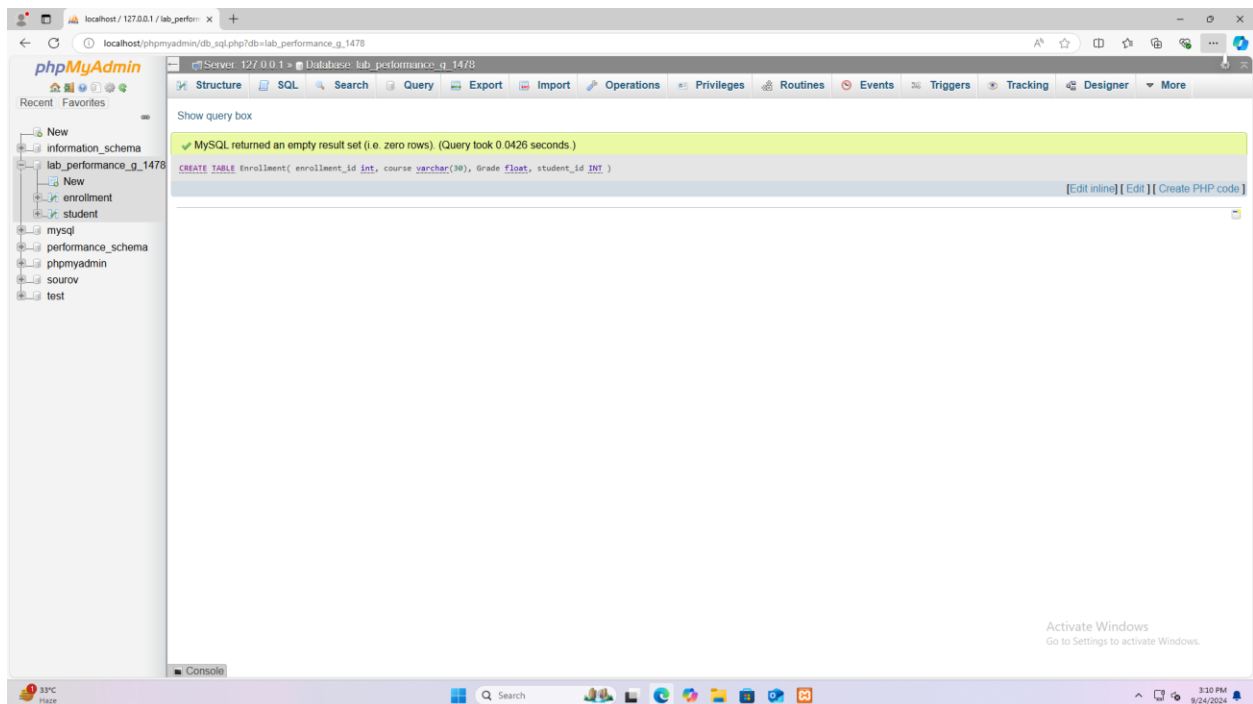 localhost / 127.0.0.1 / lab_perform
localhost/phpmyadmin/db_sql.php?db=lab_performance_g_1478
phpMyAdmin
Recent Favorites
New
information_schema
lab_performance_g_1478
New
enrollment
student
mysql
performance_schema
phpmyadmin
sourov
test
Server: 127.0.0.1 » Database: lab_performance_g_1478
Structure SQL Search Query Export Import Operations Privileges Routines Events Triggers Tracking Designer More
Show query box
MySQL returned an empty result set (i.e. zero rows). (Query took 0.0426 seconds.)
CREATE TABLE Enrollment( enrollment_id int, course varchar(30), Grade float, student_id INT )
[Edit inline] [ Edit ] [ Create PHP code ]
Console
Activate Windows
Go to Settings to activate Windows.
1
33°C
Haze
Search
3:10 PM
9/24/2024